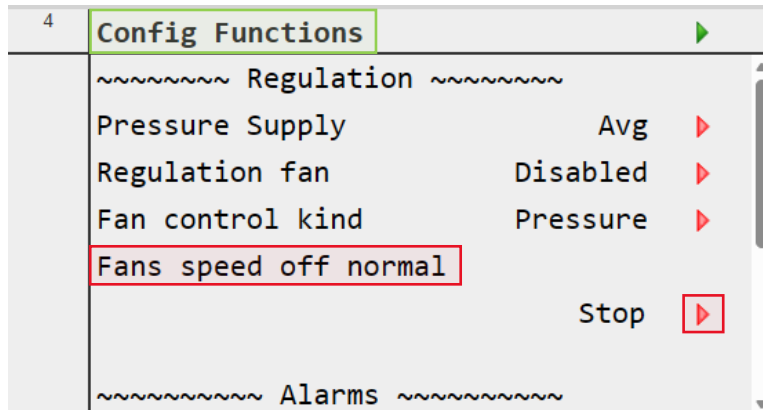 4
Config Functions
~~~~~~~~ Regulation ~~~~~~~~
Pressure Supply Avg
Regulation fan Disabled
Fan control kind Pressure
Fans speed off normal
Stop
~~~~~~~~~~ Alarms ~~~~~~~~~~